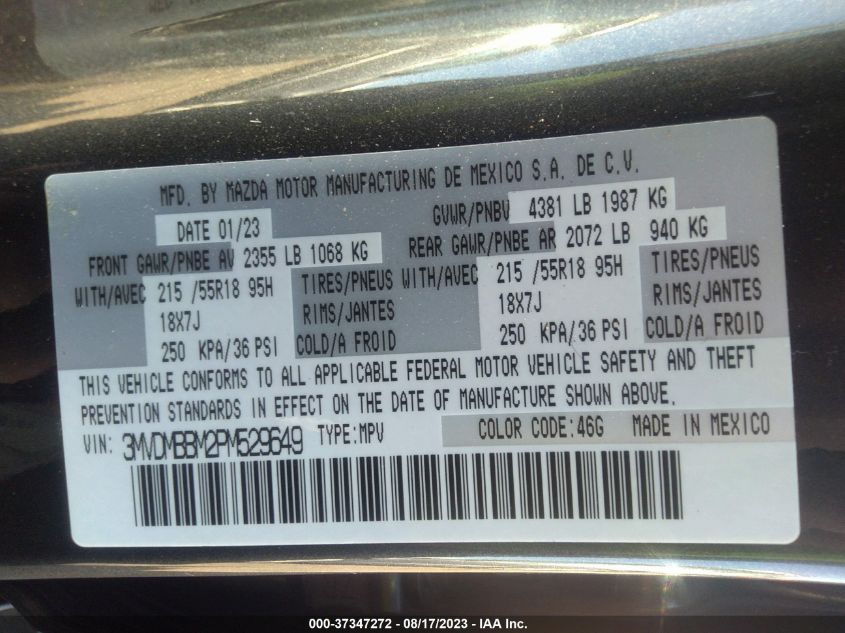 MFD. BY MAZDA MOTOR MANUFACTURING DE MEXICO S.A. DE C.V.
DATE 01/23 GVWR/PNBV 4381 LB 1987 KG
FRONT GAWR/PNBE AV 2355 LB 1068 KG REAR GAWR/PNBE AR 2072 LB 940 KG
WITH/AVEC 215 /55R18 95H TIRES/PNEUS WITH/AVEC 215 /55R18 95H TIRES/PNEUS
18X7J RIMS/JANTES 18X7J RIMS/JANTES
250 KPA/36 PSI COLD/A FROID 250 KPA/36 PSI COLD/A FROID
THIS VEHICLE CONFORMS TO ALL APPLICABLE FEDERAL MOTOR VEHICLE SAFETY AND THEFT
PREVENTION STANDARDS IN EFFECT ON THE DATE OF MANUFACTURE SHOWN ABOVE.
VIN: 3MVDMBBM2PM529649 TYPE:MPV COLOR CODE:46G MADE IN MEXICO
000-37347272 - 08/17/2023 - IAA Inc.